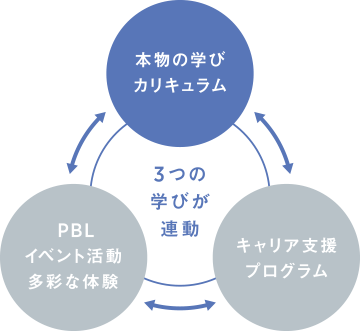 本物の学び
カリキュラム
3つの
学びが
連動
PBL
イベント活動
多彩な体験
キャリア支援
プログラム